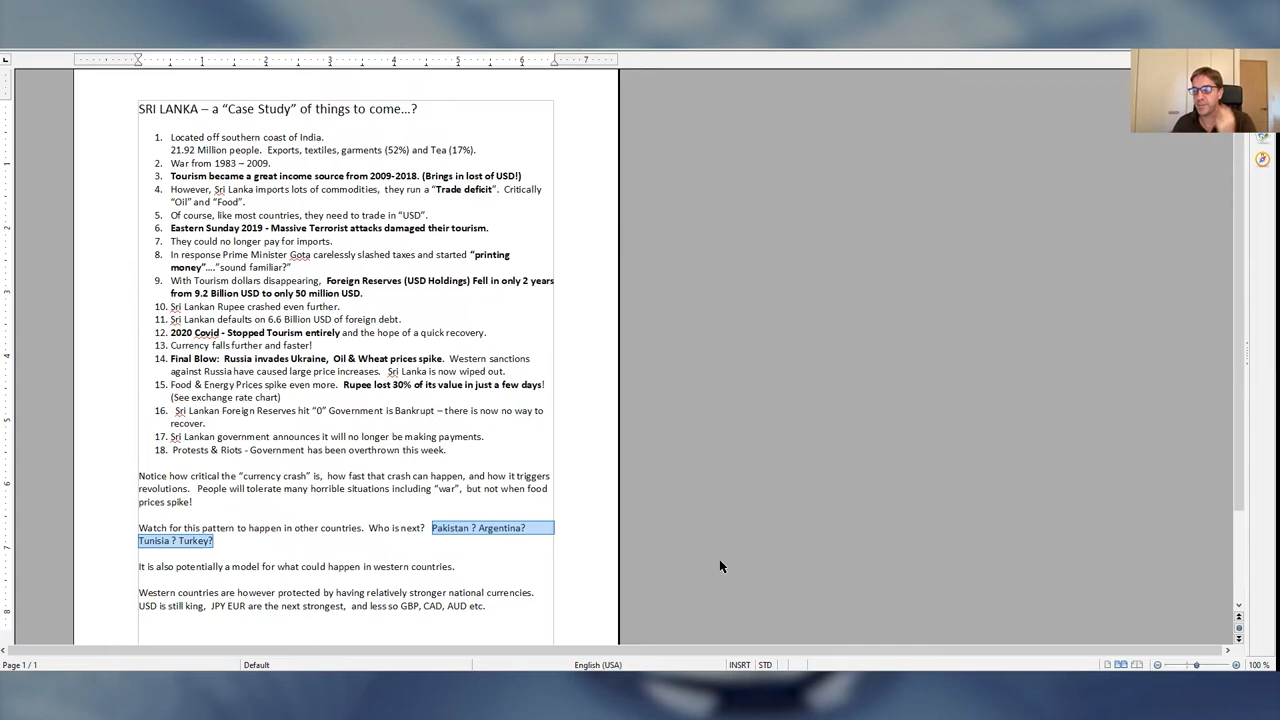 1 2 3 4 5 6 7
SRI LANKA – a “Case Study” of things to come...?
1. Located off southern coast of India.
21.92 Million people. Exports, textiles, garments (52%) and Tea (17%).
2. War from 1983 – 2009.
3. Tourism became a great income source from 2009-2018. (Brings in lost of USD!)
4. However, Sri Lanka imports lots of commodities, they run a “Trade deficit”. Critically
“Oil” and “Food”.
5. Of course, like most countries, they need to trade in “USD”.
6. Eastern Sunday 2019 - Massive Terrorist attacks damaged their tourism.
7. They could no longer pay for imports.
8. In response Prime Minister Gota carelessly slashed taxes and started “printing
money”....”sound familiar?”
9. With Tourism dollars disappearing, Foreign Reserves (USD Holdings) Fell in only 2 years
from 9.2 Billion USD to only 50 million USD.
10. Sri Lankan Rupee crashed even further.
11. Sri Lankan defaults on 6.6 Billion USD of foreign debt.
12. 2020 Covid - Stopped Tourism entirely and the hope of a quick recovery.
13. Currency falls further and faster!
14. Final Blow: Russia invades Ukraine, Oil & Wheat prices spike. Western sanctions
against Russia have caused large price increases. Sri Lanka is now wiped out.
15. Food & Energy Prices spike even more. Rupee lost 30% of its value in just a few days!
(See exchange rate chart)
16. Sri Lankan Foreign Reserves hit “0” Government is Bankrupt – there is now no way to
recover.
17. Sri Lankan government announces it will no longer be making payments.
18. Protests & Riots - Government has been overthrown this week.
Notice how critical the “currency crash” is, how fast that crash can happen, and how it triggers
revolutions. People will tolerate many horrible situations including “war”, but not when food
prices spike!
Watch for this pattern to happen in other countries. Who is next? Pakistan ? Argentina?
Tunisia ? Turkey?
It is also potentially a model for what could happen in western countries.
Western countries are however protected by having relatively stronger national currencies.
USD is still king, JPY EUR are the next strongest, and less so GBP, CAD, AUD etc.
1
2
3
4
5
6
7
8
Page 1 / 1 Default English (USA) INSRT STD 100 %